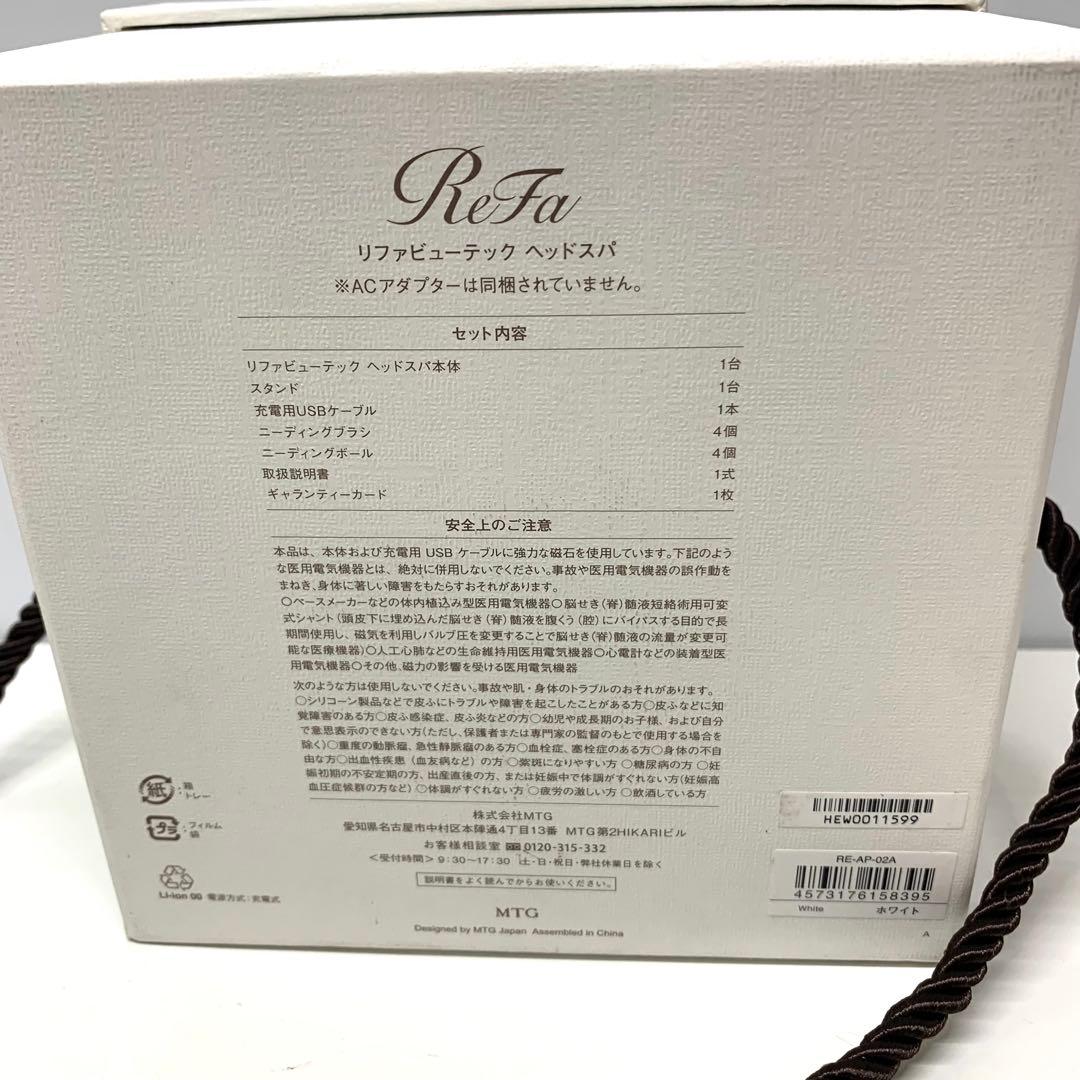 ReFa
リファビューテック ヘッドスパ
※ACアダプターは同梱されていません。
セット内容
リファビューテック ヘッドスパ本体 1台
スタンド 1台
充電用USBケーブル 1本
ニーディングブラシ 4個
ニーディングボール 4個
取扱説明書 1式
ギャランティーカード 1枚
安全上のご注意
本品は、本体および充電用 USB ケーブルに強力な磁石を使用しています。下記のよう
な医用電気機器とは、絶対に併用しないでください。事故や医用電気機器の誤作動を
まねき、身体に著しい障害をもたらすおそれがあります。
○ペースメーカーなどの体内植込み型医用電気機器○脳せき(脊)髄液短絡術用可変
式シャント(頭皮下に埋め込んだ脳せき(脊)髄液を腹くう(腔)にバイパスする目的で長
期間使用し、磁気を利用しバルブ圧を変更することで脳せき(脊)髄液の流量が変更可
能な医療機器)○人工心肺などの生命維持用医用電気機器○心電計などの装着型医
用電気機器○その他、磁力の影響を受ける医用電気機器
次のような方は使用しないでください。事故や肌・身体のトラブルのおそれがあります。
○シリコーン製品などで皮ふにトラブルや障害を起こしたことがある方○皮ふなどに知
覚障害のある方○皮ふ感染症、皮ふ炎などの方○幼児や成長期のお子様、および自分
で意思表示のできない方(ただし、保護者または専門家の監督のもとで使用する場合を
除く)○重度の動脈瘤、急性静脈瘤のある方○血栓症、塞栓症のある方○身体の不自
由な方○出血性疾患(血友病など)の方○紫斑になりやすい方○糖尿病の方○妊
娠初期の不安定期の方、出産直後の方、または妊娠中で体調がすぐれない方(妊娠高
血圧症候群の方など)○体調がすぐれない方○疲労の激しい方○飲酒している方
株式会社MTG
愛知県名古屋市中村区本陣通4丁目13番 MTG第2HIKARIビル
お客様相談室 0120-315-332
<受付時間> 9:30~17:30 (土・日・祝日・弊社休業日を除く)
説明書をよく読んでからお使いください。
MTG
Designed by MTG Japan Assembled in China
紙 :箱
トレー
プラ :フィルム
袋
Li-ion 00 電源方式:充電式
HEW0011599
RE-AP-02A
4573176158395
White ホワイト
A